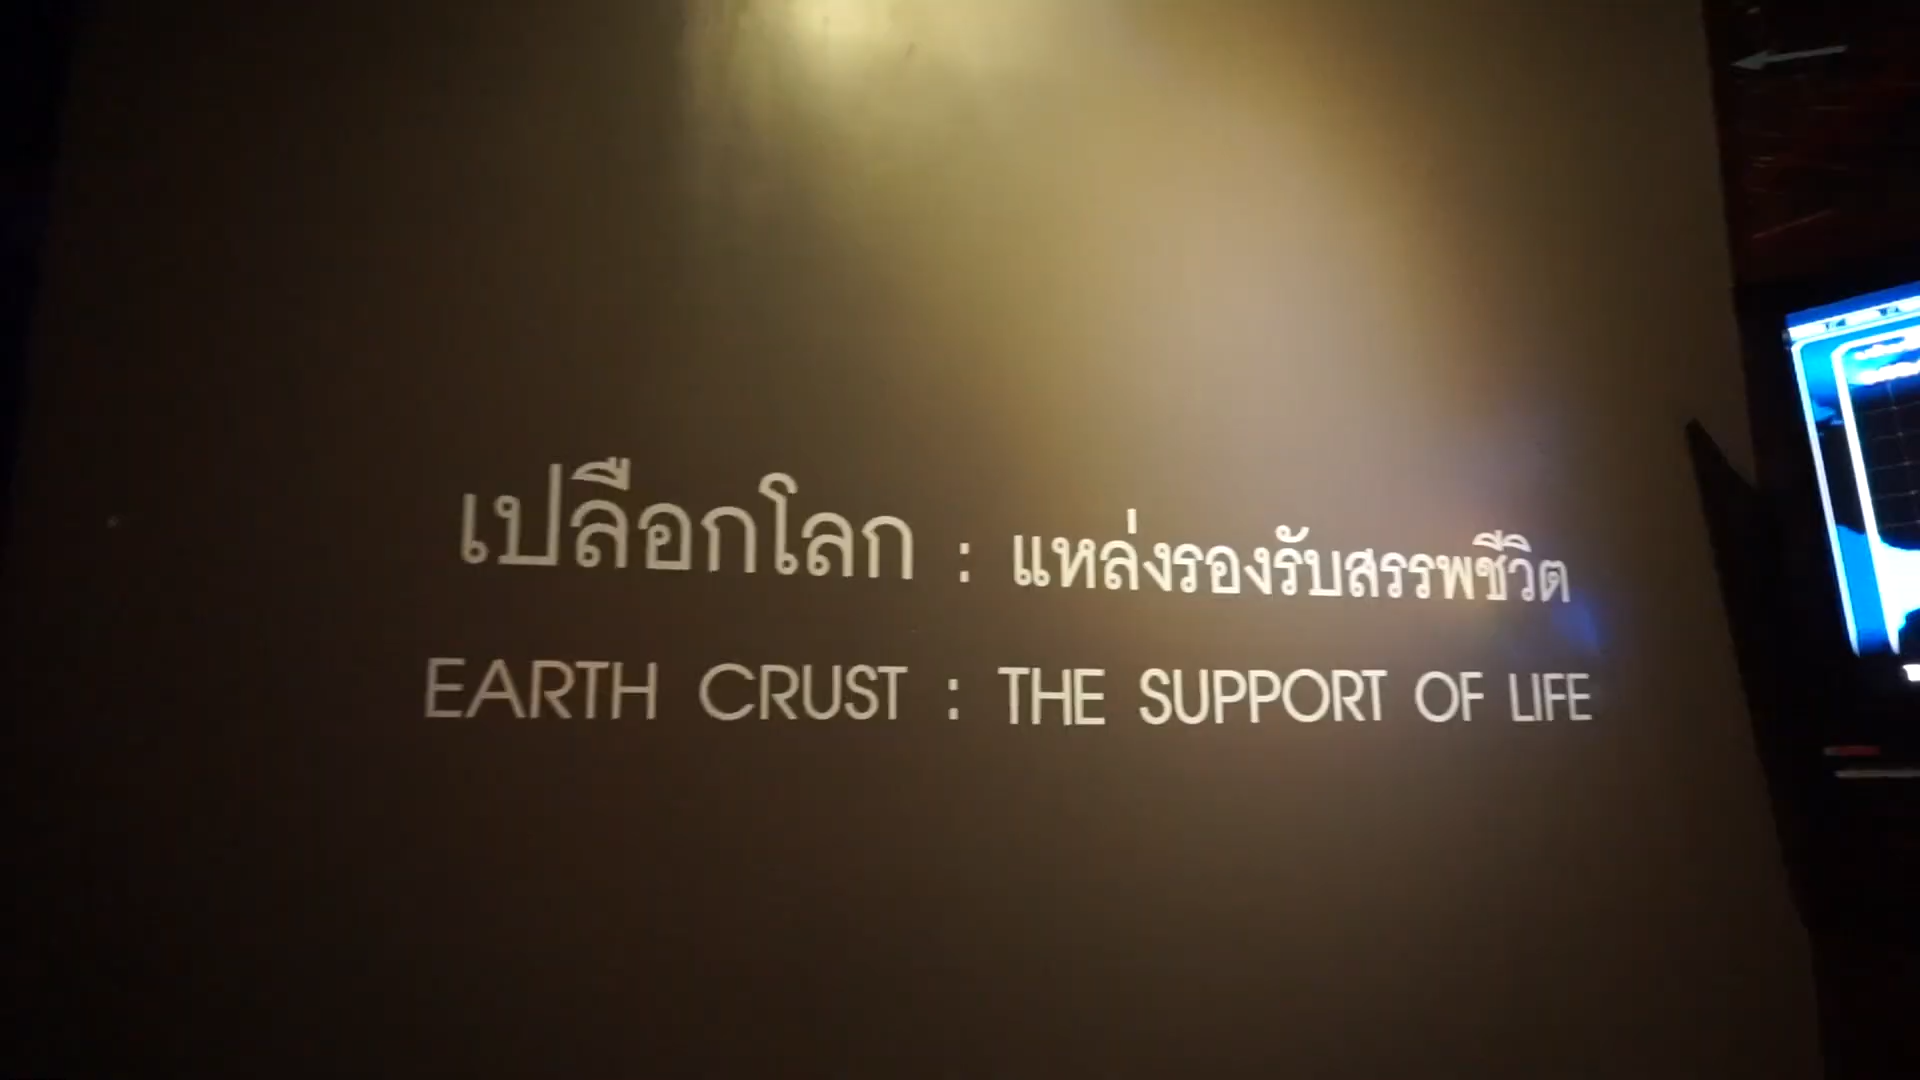 เปลือกโลก : แหล่งรองรับสรรพชีวิต
EARTH CRUST : THE SUPPORT OF LIFE